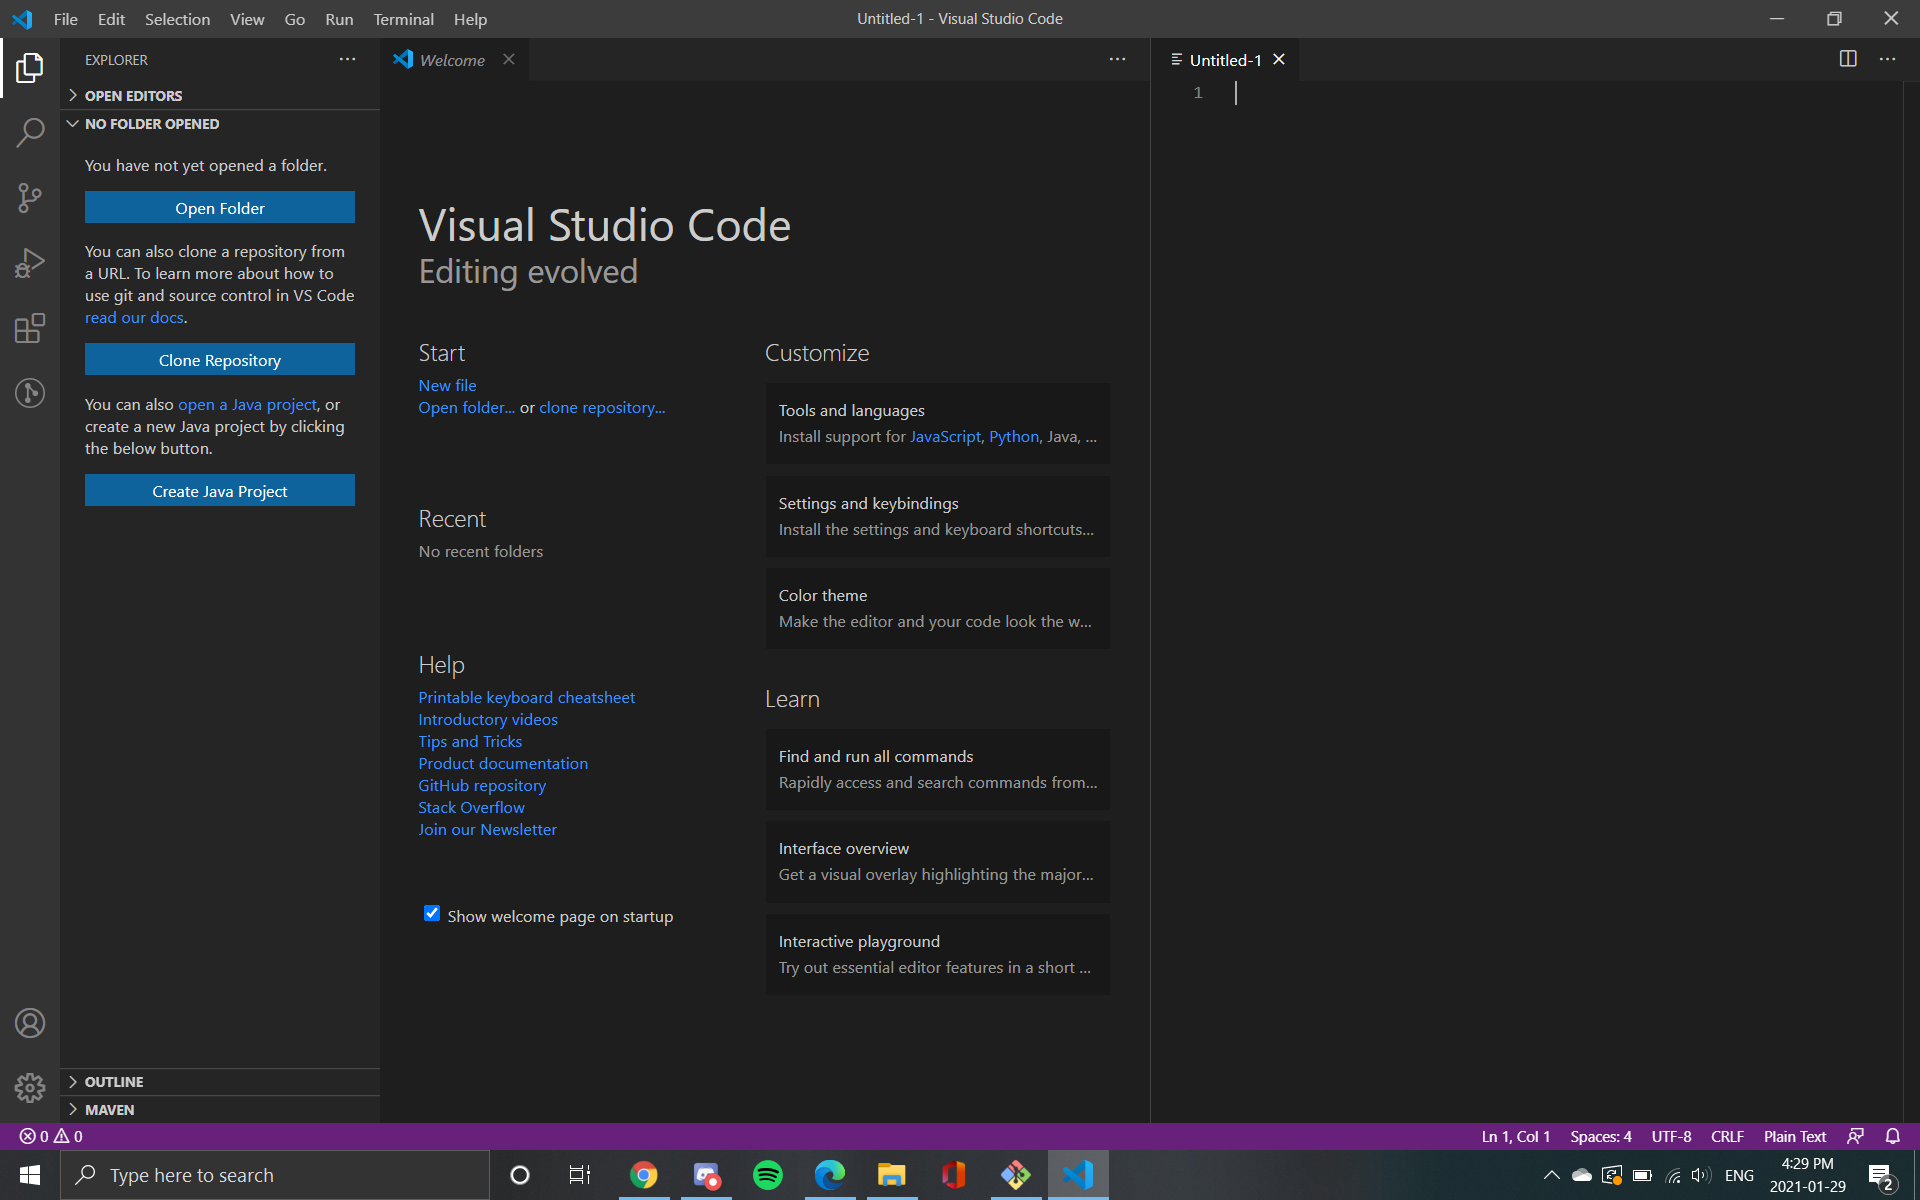 File Edit Selection View Go Run Terminal Help
Untitled-1 - Visual Studio Code
EXPLORER
OPEN EDITORS
NO FOLDER OPENED
You have not yet opened a folder.
Open Folder
You can also clone a repository from
a URL. To learn more about how to
use git and source control in VS Code
read our docs.
Clone Repository
You can also open a Java project, or
create a new Java project by clicking
the below button.
Create Java Project
OUTLINE
MAVEN
Welcome
Visual Studio Code
Editing evolved
Start
New file
Open folder... or clone repository...
Recent
No recent folders
Help
Printable keyboard cheatsheet
Introductory videos
Tips and Tricks
Product documentation
GitHub repository
Stack Overflow
Join our Newsletter
Show welcome page on startup
Customize
Tools and languages
Install support for JavaScript, Python, Java, ...
Settings and keybindings
Install the settings and keyboard shortcuts...
Color theme
Make the editor and your code look the w...
Learn
Find and run all commands
Rapidly access and search commands from...
Interface overview
Get a visual overlay highlighting the major...
Interactive playground
Try out essential editor features in a short ...
Untitled-1
1
0 0
Ln 1, Col 1 Spaces: 4 UTF-8 CRLF Plain Text
Type here to search
ENG
4:29 PM
2021-01-29
2